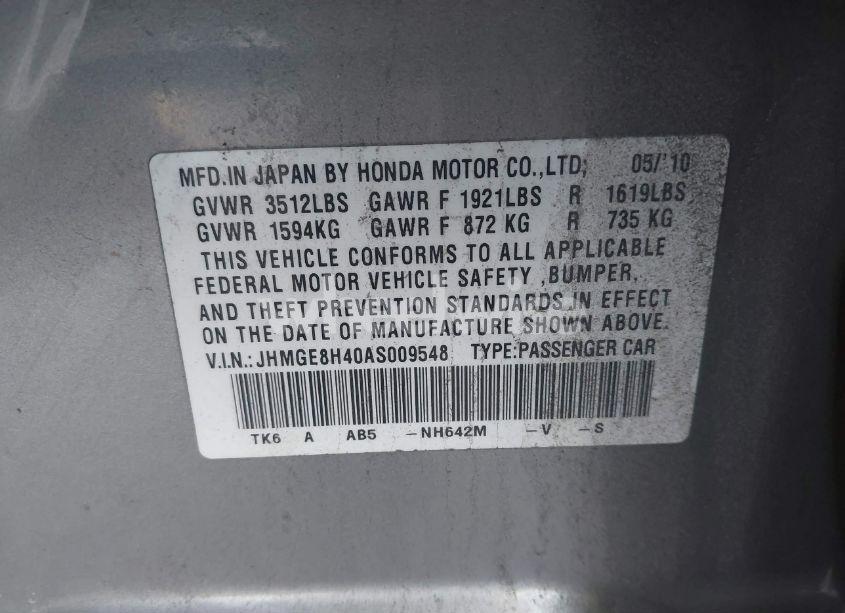 MFD.IN JAPAN BY HONDA MOTOR CO.,LTD; 05/'10
GVWR 3512LBS GAWR F 1921LBS R 1619LBS
GVWR 1594KG GAWR F 872 KG R 735 KG
THIS VEHICLE CONFORMS TO ALL APPLICABLE
FEDERAL MOTOR VEHICLE SAFETY ,BUMPER,
AND THEFT PREVENTION STANDARDS IN EFFECT
ON THE DATE OF MANUFACTURE SHOWN ABOVE.
V.I.N.: JHMGE8H40AS009548 TYPE:PASSENGER CAR
TK6 A AB5 -NH642M -V -S